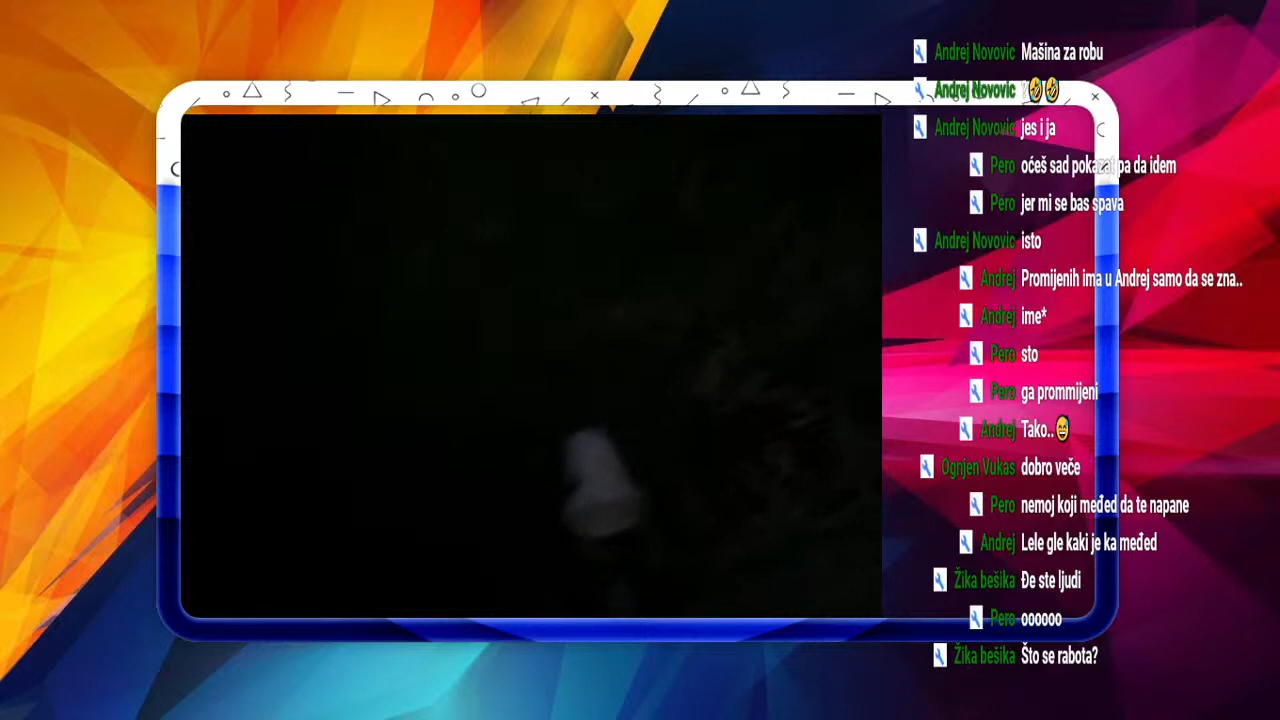 Andrej Novovic Mašina za robu
Andrej Novovic 🤣🤣
Andrej Novovic jes i ja
Pero oćeš sad pokazat pa da idem
Pero jer mi se bas spava
Andrej Novovic isto
Andrej Promijenih ima u Andrej samo da se zna..
Andrej ime*
Pero sto
Pero ga prommijeni
Andrej Tako.. 😅
Ognjen Vukas dobro veče
Pero nemoj koji međed da te napane
Andrej Lele gle kaki je ka međed
Žika bešika Đe ste ljudi
Pero oooooo
Žika bešika Što se rabota?